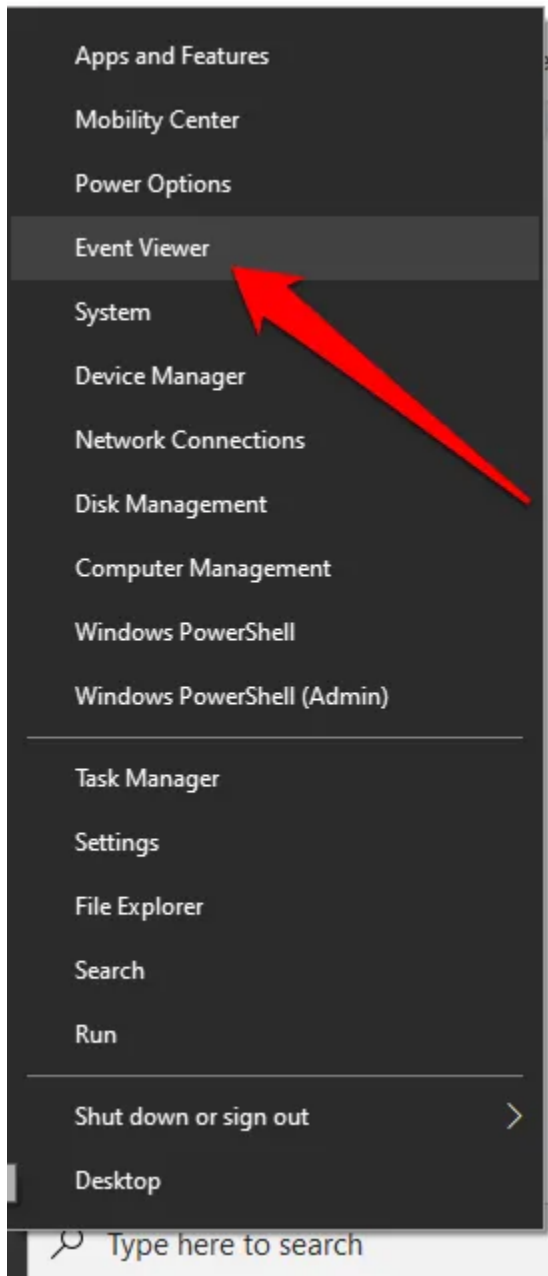 Apps and Features
Mobility Center
Power Options
Event Viewer
System
Device Manager
Network Connections
Disk Management
Computer Management
Windows PowerShell
Windows PowerShell (Admin)
Task Manager
Settings
File Explorer
Search
Run
Shut down or sign out
Desktop
Type here to search